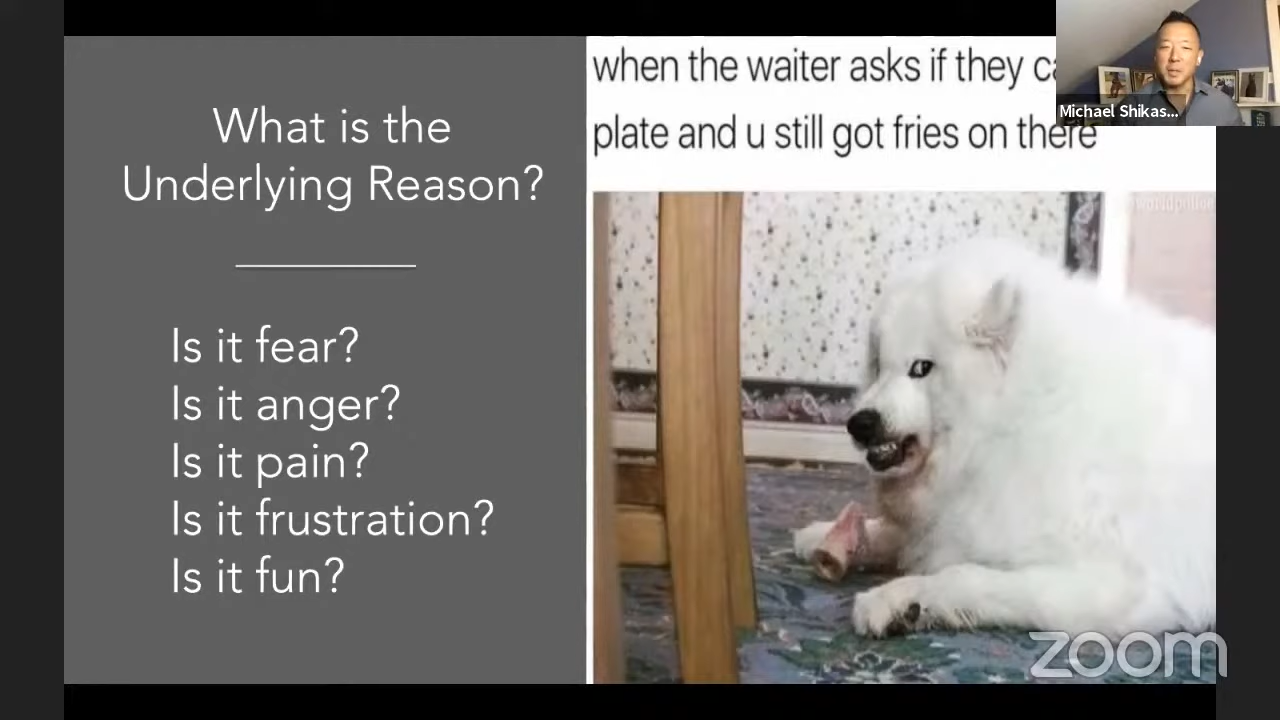 What is the
Underlying Reason?
Is it fear?
Is it anger?
Is it pain?
Is it frustration?
Is it fun?
when the waiter asks if they
plate and u still got fries on there
Michael Shikas...
zoom